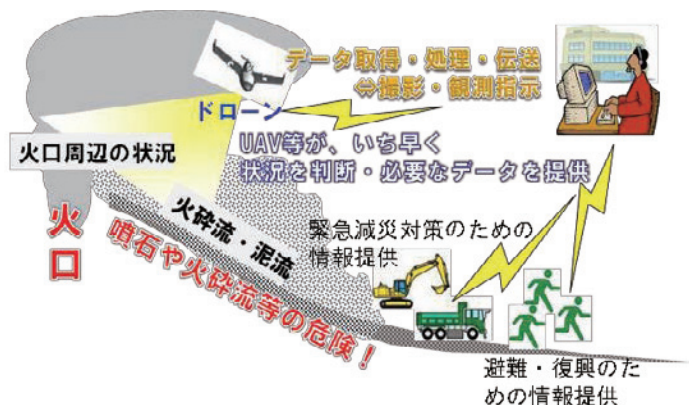 データ取得・処理・伝送
⇔撮影・観測指示
ドローン
UAV等が、いち早く
状況を判断・必要なデータを提供
火口周辺の状況
火砕流・泥流
火口
噴石や火砕流等の危険！
緊急減災対策のための
情報提供
避難・復興のた
めの情報提供